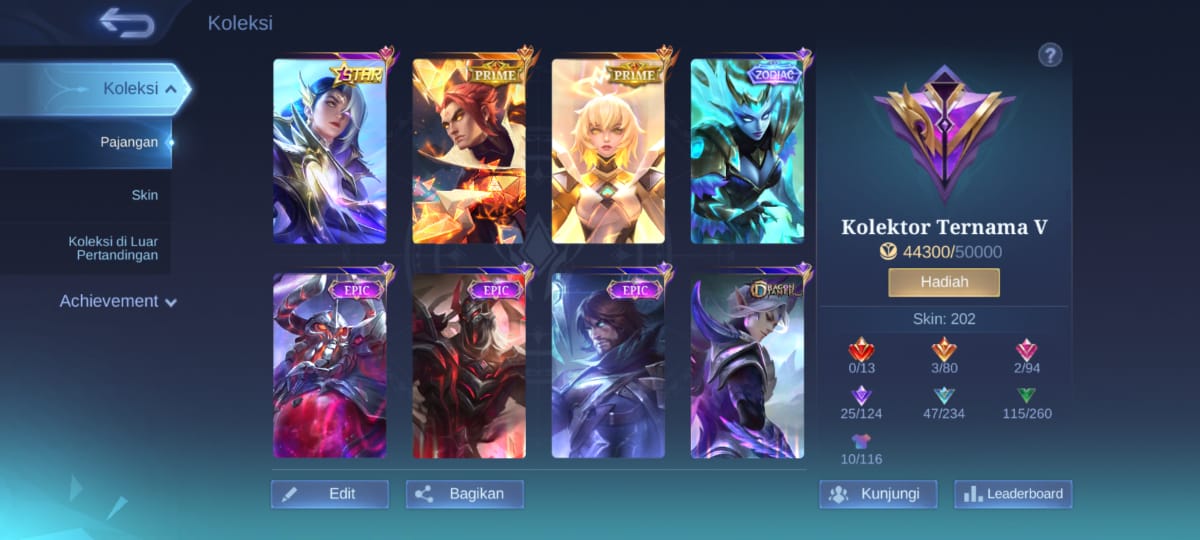 Koleksi
Koleksi
Pajangan
Skin
Koleksi di Luar
Pertandingan
Achievement
STAR
PRIME
PRIME
ZODIAC
EPIC
EPIC
EPIC
DRAGON
TAMER
Edit
Bagikan
?
Kolektor Ternama V
44300/50000
Hadiah
Skin: 202
0/13
3/80
2/94
25/124
47/234
115/260
10/116
Kunjungi
Leaderboard